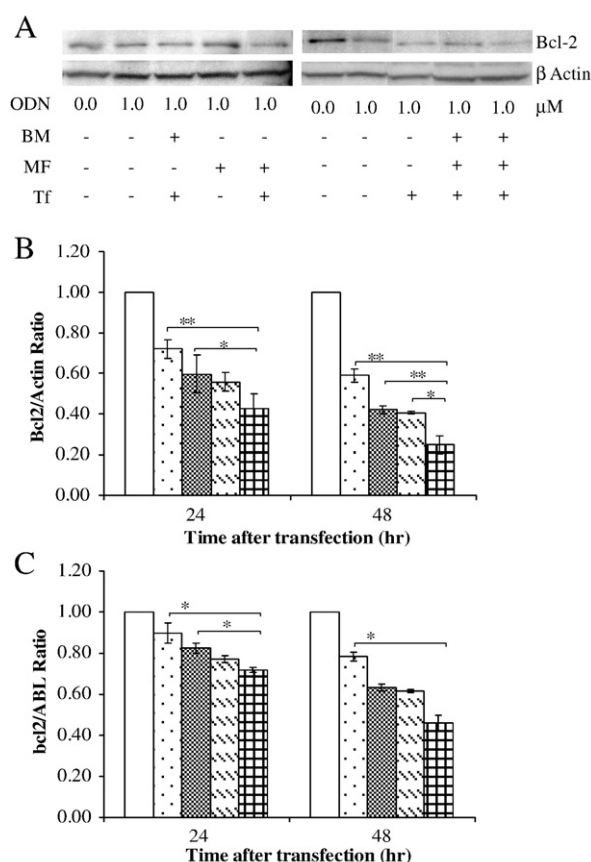 A
Bcl-2
β Actin
ODN 0.0 1.0 1.0 1.0 1.0 0.0 1.0 1.0 1.0 1.0 μM
BM - - + - - - - - + +
MF - - - + + - - - + +
Tf - - + - + - - + + +
B
1.20
1.00
0.80
0.60
0.40
0.20
0.00
Bcl2/Actin Ratio
** *
** ** *
24 48
Time after transfection (hr)
C
1.20
1.00
0.80
0.60
0.40
0.20
0.00
bcl2/ABL Ratio
* *
*
24 48
Time after transfection (hr)